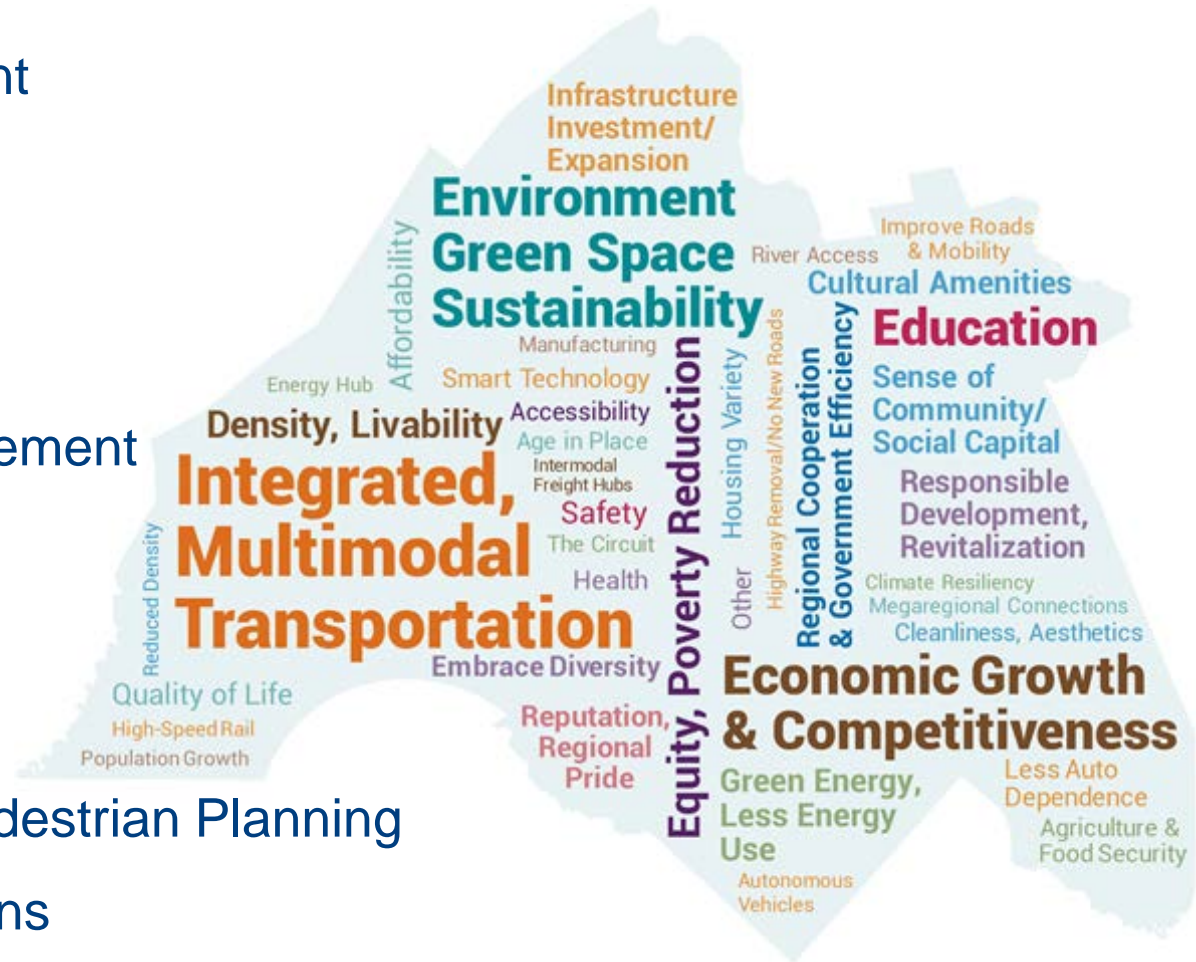 nt
ement
destrian Planning
ns
Infrastructure
Investment/
Expansion
Environment
Green Space
Sustainability
Affordability
River Access
Improve Roads
& Mobility
Cultural Amenities
Education
Manufacturing
Energy Hub
Smart Technology
Density, Livability
Accessibility
Age in Place
Intermodal
Freight Hubs
Integrated,
Multimodal
Transportation
Safety
The Circuit
Health
Reduced Density
Embrace Diversity
Equity, Poverty Reduction
Housing Variety
Other
Highway Removal/No New Roads
Regional Cooperation
& Government Efficiency
Sense of
Community/
Social Capital
Responsible
Development,
Revitalization
Climate Resiliency
Megaregional Connections
Cleanliness, Aesthetics
Quality of Life
High-Speed Rail
Population Growth
Reputation,
Regional
Pride
Economic Growth
& Competitiveness
Green Energy,
Less Energy
Use
Less Auto
Dependence
Agriculture &
Food Security
Autonomous
Vehicles